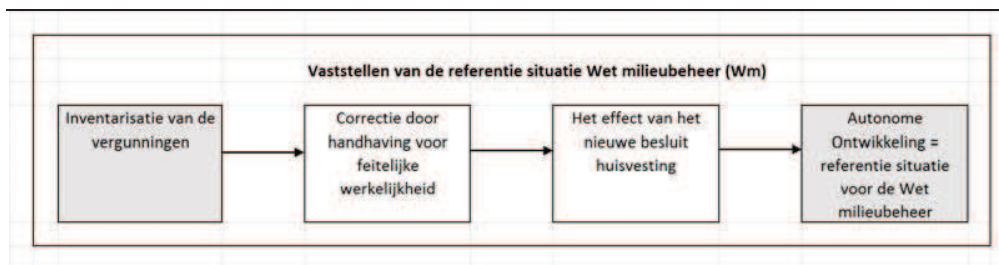 Vaststellen van de referentie situatie Wet milieubeheer (Wm)
Inventarisatie van de
vergunningen
Correctie door
handhaving voor
feitelijke
werkelijkheid
Het effect van het
nieuwe besluit
huisvesting
Autonome
Ontwikkeling =
referentie situatie
voor de Wet
milieubeheer